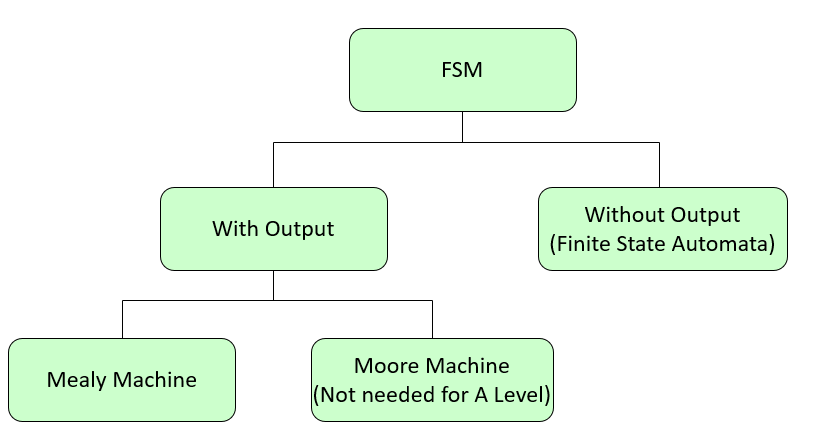 FSM
With Output
Without Output
(Finite State Automata)
Mealy Machine
Moore Machine
(Not needed for A Level)